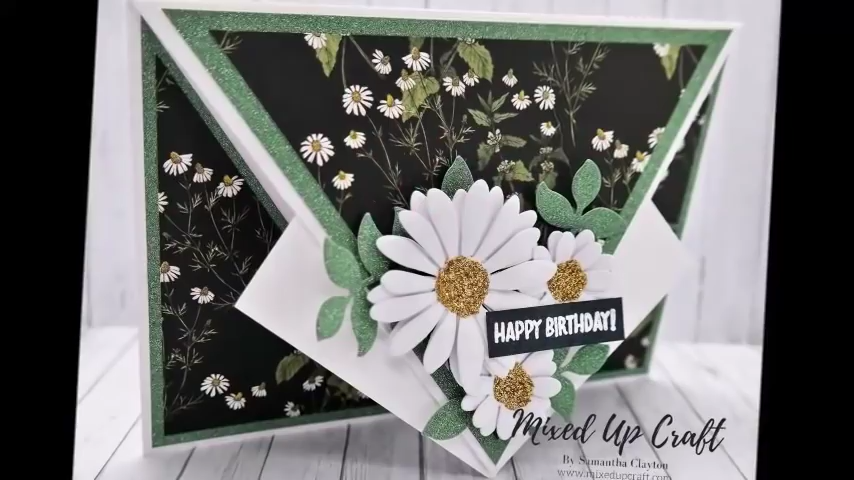 HAPPY BIRTHDAY!
Mixed Up Craft
By Samantha Clayton
www.mixedupcraft.com